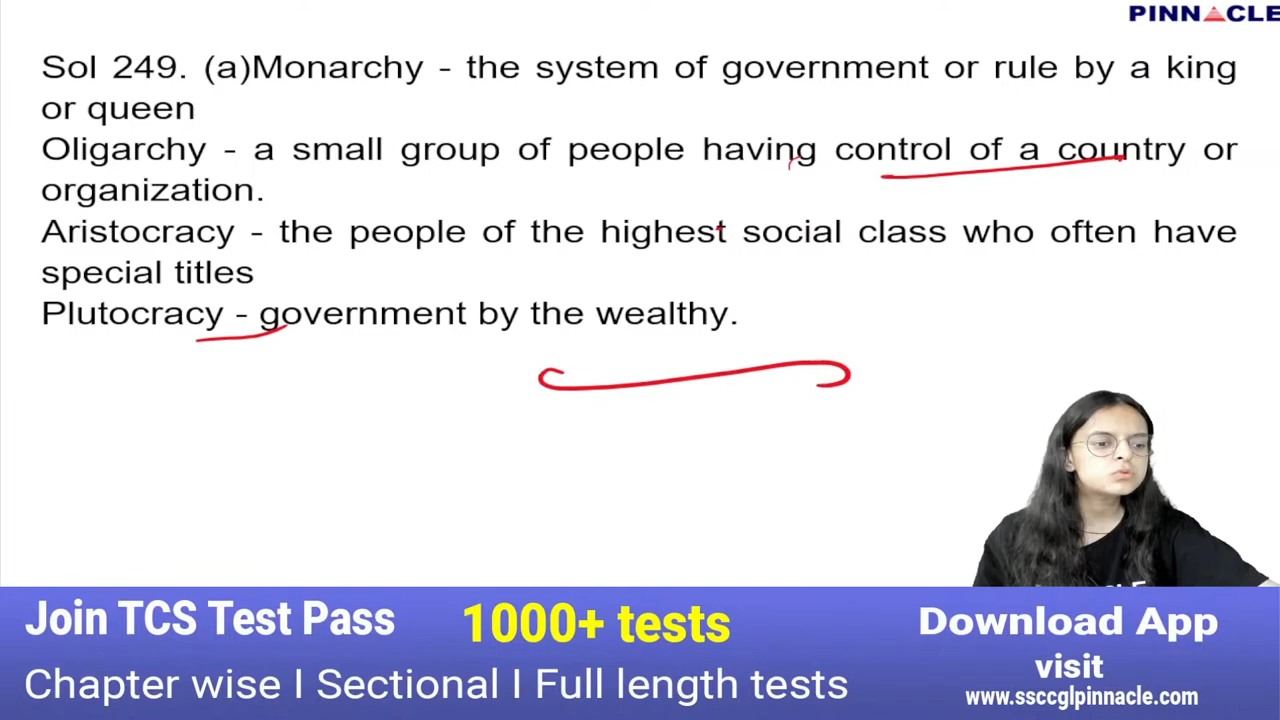 PINNACLE
Sol 249. (a)Monarchy - the system of government or rule by a king
or queen
Oligarchy - a small group of people having control of a country or
organization.
Aristocracy - the people of the highest social class who often have
special titles
Plutocracy - government by the wealthy.
Join TCS Test Pass
1000+ tests
Download App
Chapter wise I Sectional I Full length tests
visit
www.ssccglpinnacle.com